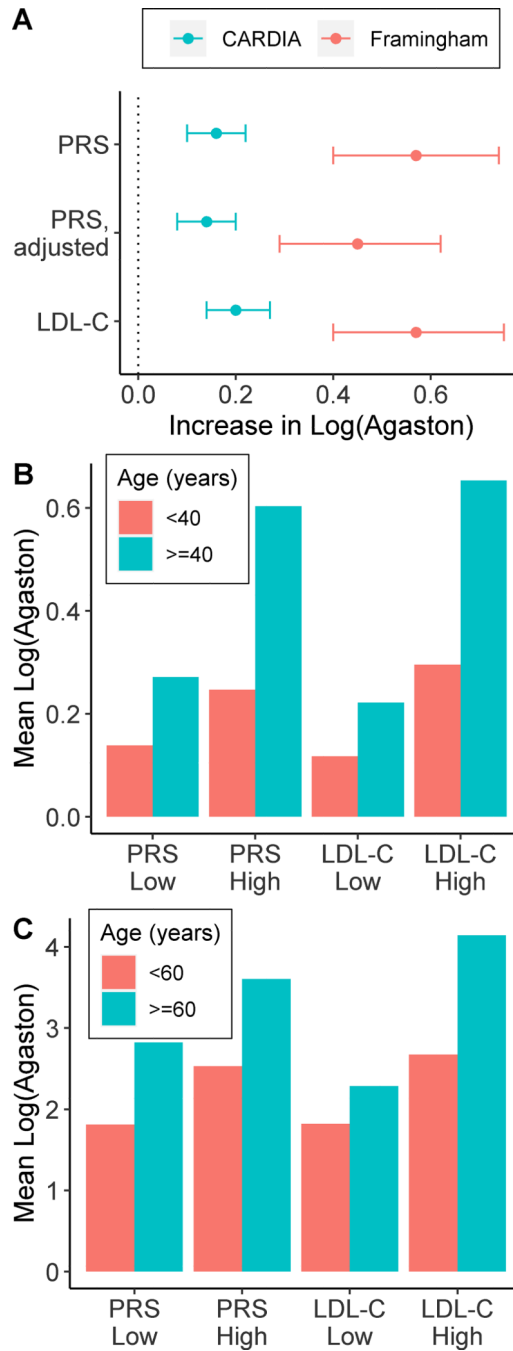 A
CARDIA Framingham
PRS
PRS,
adjusted
LDL-C
0.0 0.2 0.4 0.6
Increase in Log(Agaston)
B
Age (years)
<40
>=40
Mean Log(Agaston)
0.6
0.4
0.2
0.0
PRS PRS LDL-C LDL-C
Low High Low High
C
Age (years)
<60
>=60
Mean Log(Agaston)
4
3
2
1
0
PRS PRS LDL-C LDL-C
Low High Low High